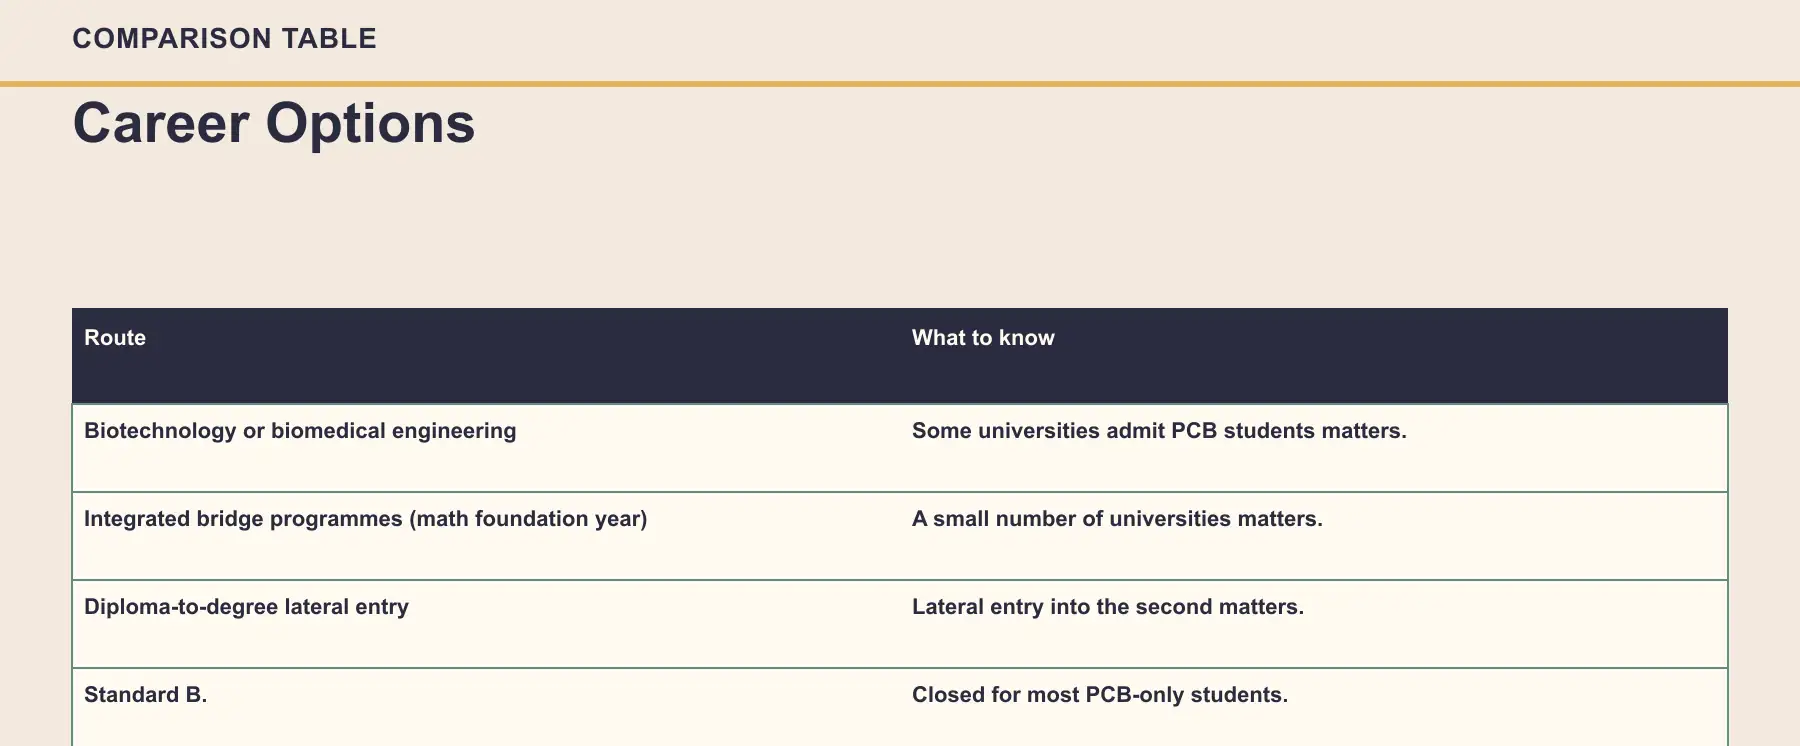 COMPARISON TABLE
Career Options
Route
What to know
Biotechnology or biomedical engineering
Some universities admit PCB students matters.
Integrated bridge programmes (math foundation year)
A small number of universities matters.
Diploma-to-degree lateral entry
Lateral entry into the second matters.
Standard B.
Closed for most PCB-only students.